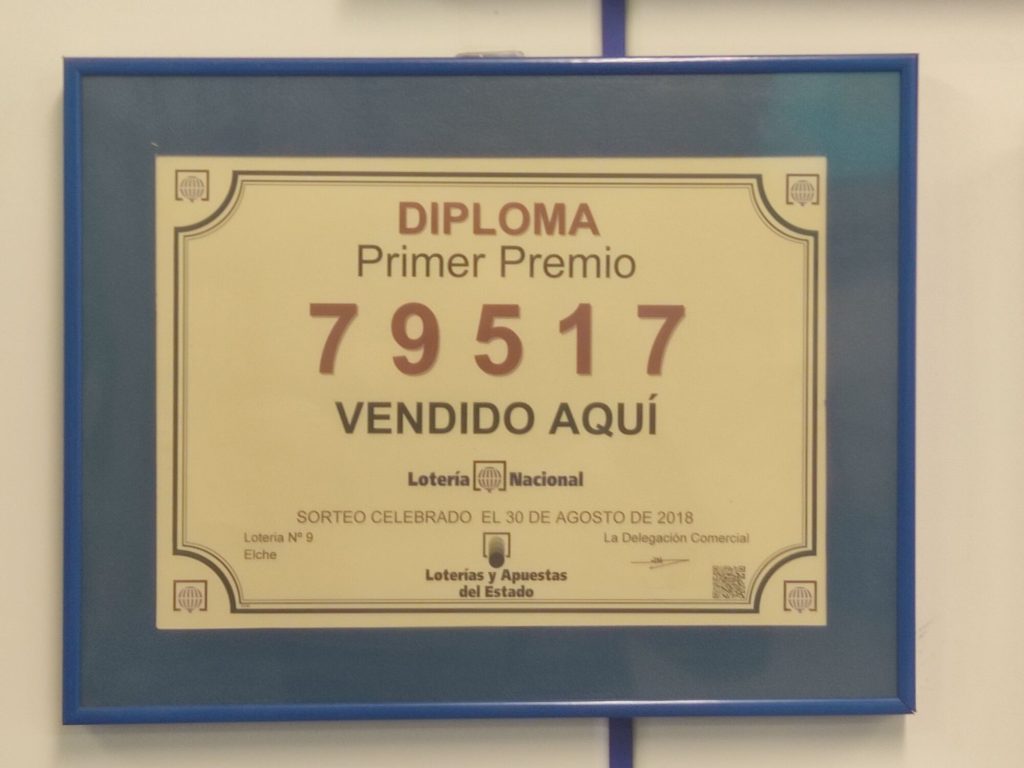 DIPLOMA
Primer Premio
79517
VENDIDO AQUÍ
Lotería Nacional
SORTEO CELEBRADO EL 30 DE AGOSTO DE 2018
Lotería Nº 9
La Delegación Comercial
Elche
Loterías y Apuestas
del Estado